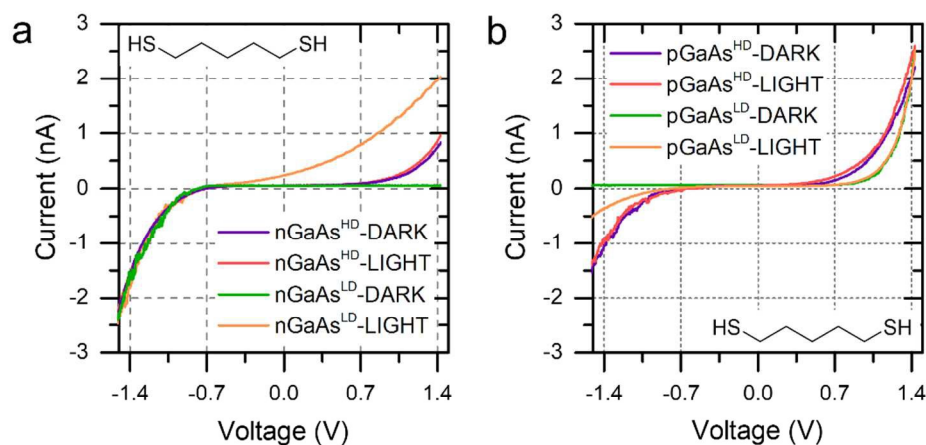 a
HS
SH
Current (nA)
3
2
1
0
-1
-2
-3
nGaAs^HD-DARK
nGaAs^HD-LIGHT
nGaAs^LD-DARK
nGaAs^LD-LIGHT
-1.4 -0.7 0.0 0.7 1.4
Voltage (V)
b
Current (nA)
3
2
1
0
-1
-2
-3
pGaAs^HD-DARK
pGaAs^HD-LIGHT
pGaAs^LD-DARK
pGaAs^LD-LIGHT
HS
SH
-1.4 -0.7 0.0 0.7 1.4
Voltage (V)